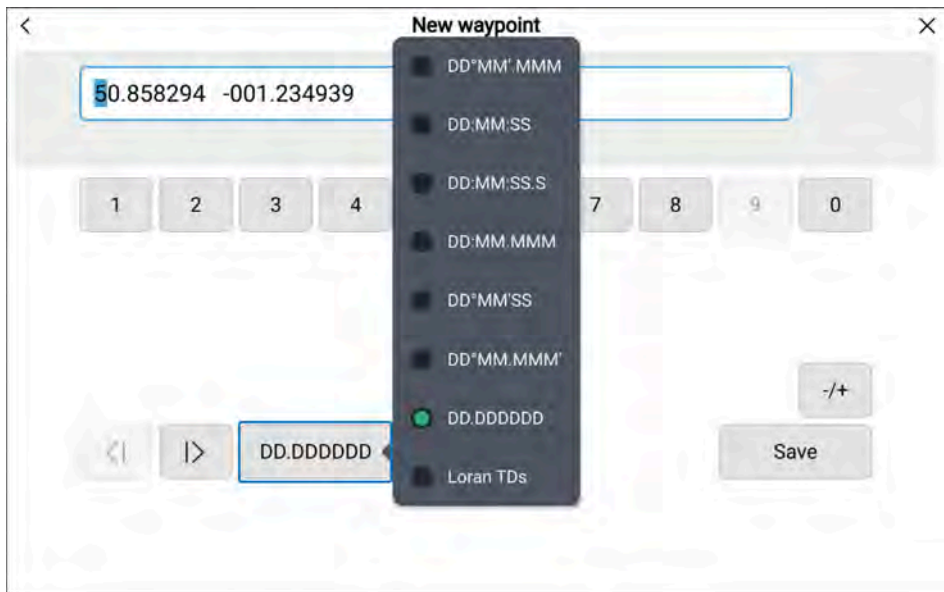 New waypoint
50.858294 -001.234939
1 2 3 4 7 8 9 0
DD°MM'.MMM
DD:MM:SS
DD:MM:SS.S
DD:MM.MMM
DD°MM'SS
DD°MM.MMM'
DD.DDDDDD
Loran TDs
-/+
DD.DDDDDD
Save